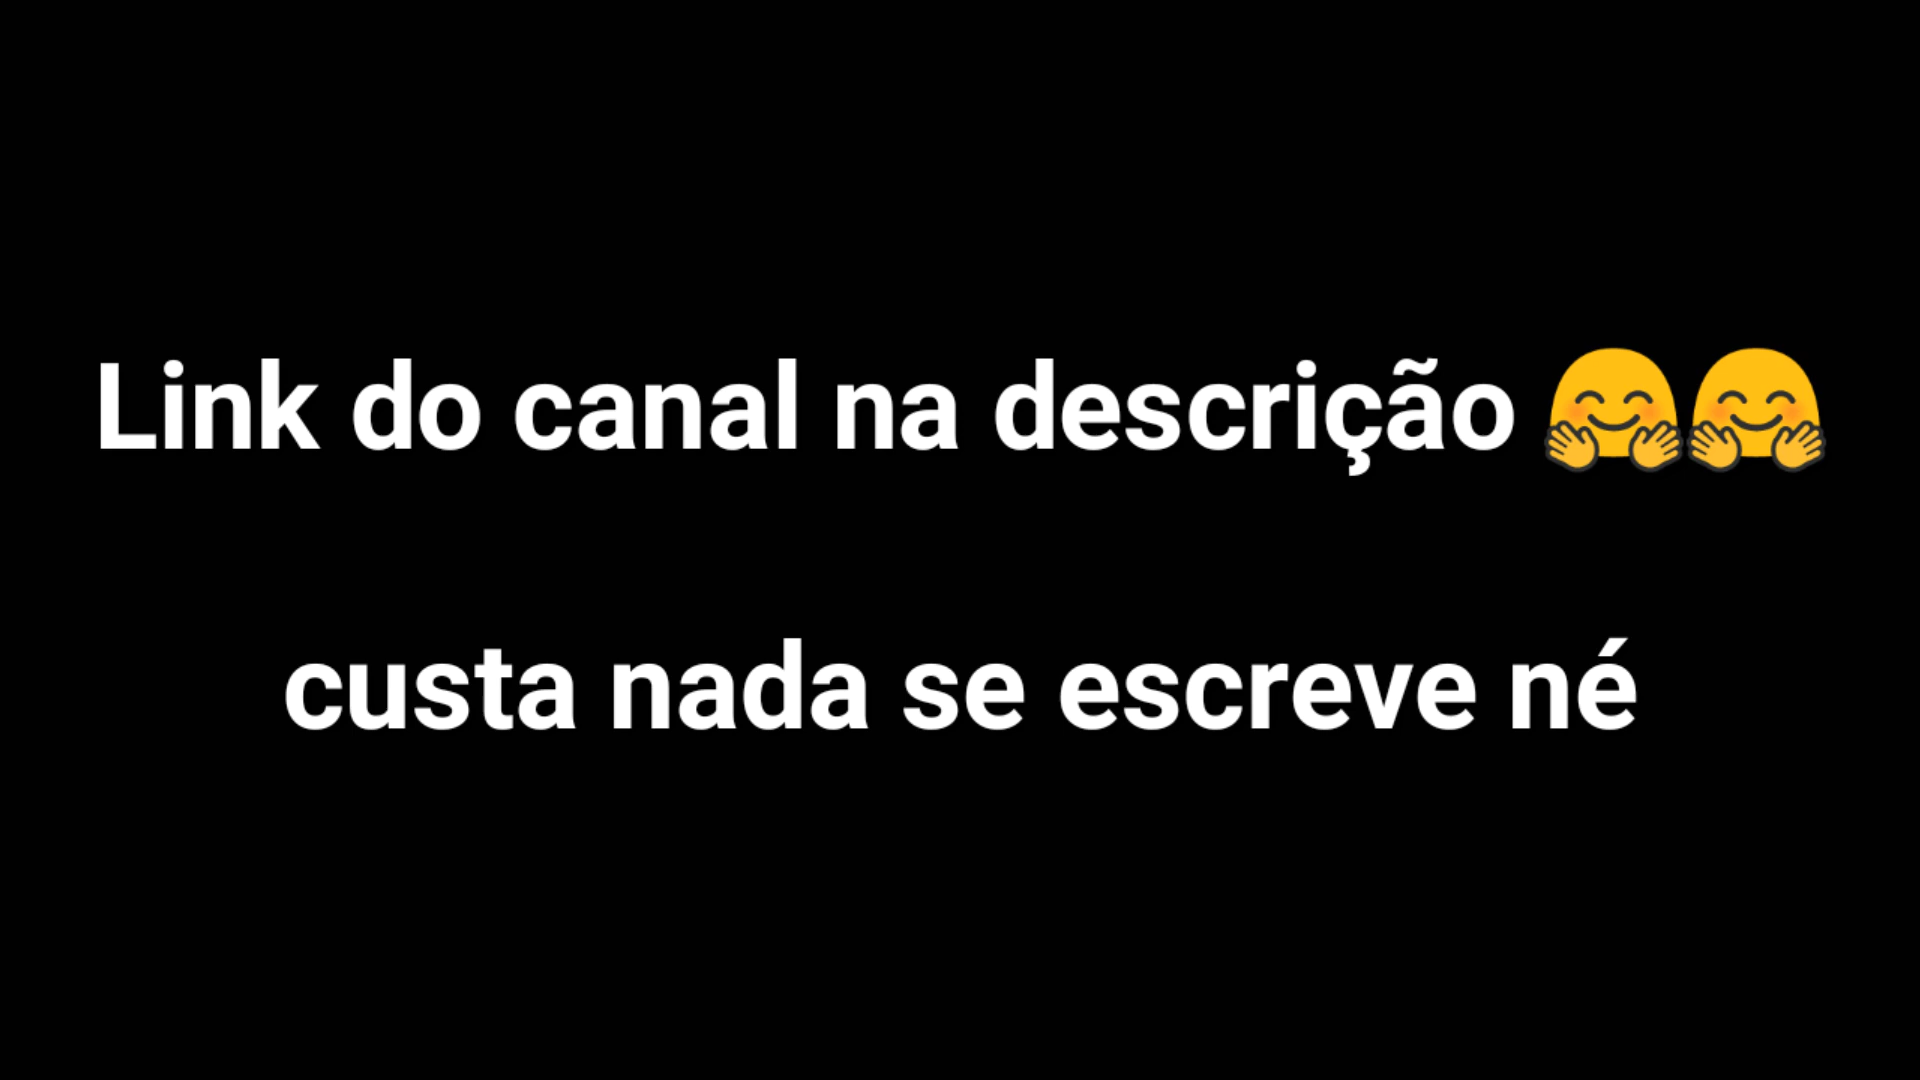 Link do canal na descrição 🤗🤗
custa nada se escreve né